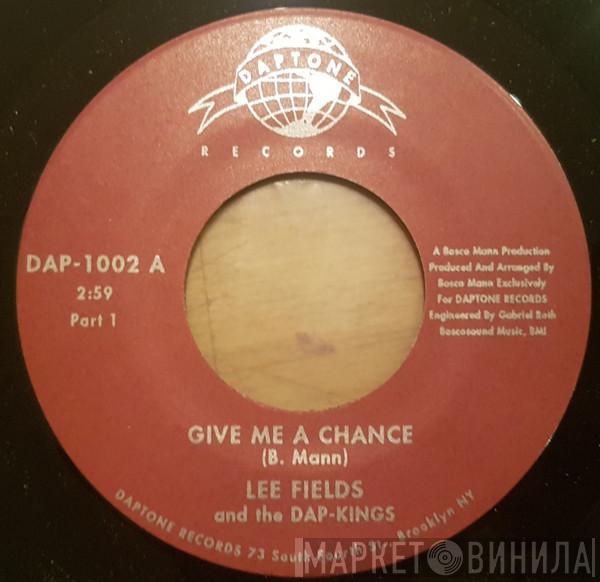 DAPTONE
RECORDS
DAP-1002 A
2:59
Part 1
A Bosco Mann Production
Produced And Arranged By
Bosco Mann Exclusively
For DAPTONE RECORDS
Engineered By Gabriel Roth
Boscosound Music, BMI
GIVE ME A CHANCE
(B. Mann)
LEE FIELDS
and the DAP-KINGS
DAPTONE RECORDS 73 South Fourth St., Brooklyn NY
МАРКЕТ ВИНИЛА